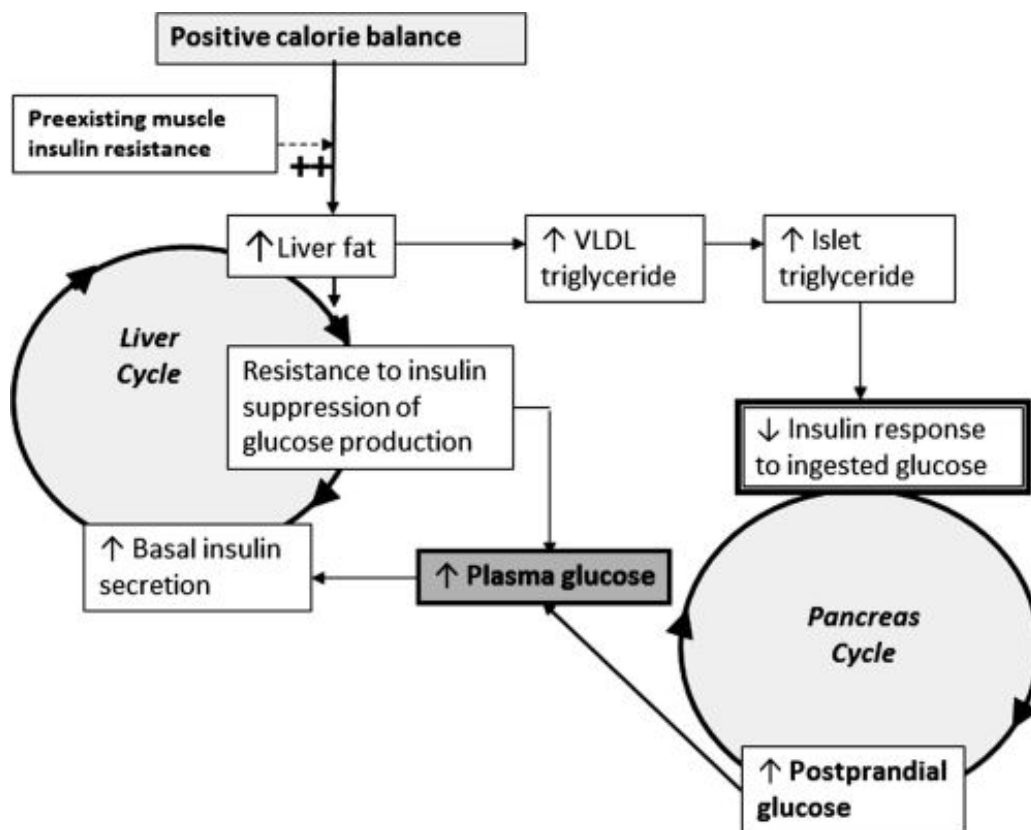 Positive calorie balance
Preexisting muscle
insulin resistance
++
↑ Liver fat
↑ VLDL
triglyceride
↑ Islet
triglyceride
Liver
Cycle
Resistance to insulin
suppression of
glucose production
↓ Insulin response
to ingested glucose
↑ Basal insulin
secretion
↑ Plasma glucose
Pancreas
Cycle
↑ Postprandial
glucose